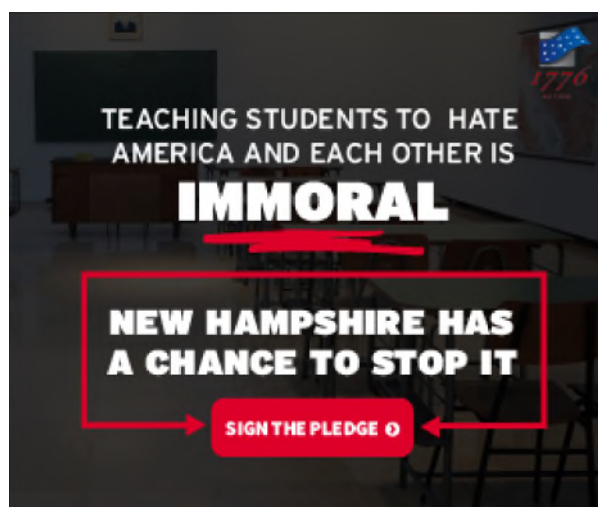 1776
ACTION
TEACHING STUDENTS TO HATE
AMERICA AND EACH OTHER IS
IMMORAL
NEW HAMPSHIRE HAS
A CHANCE TO STOP IT
SIGN THE PLEDGE